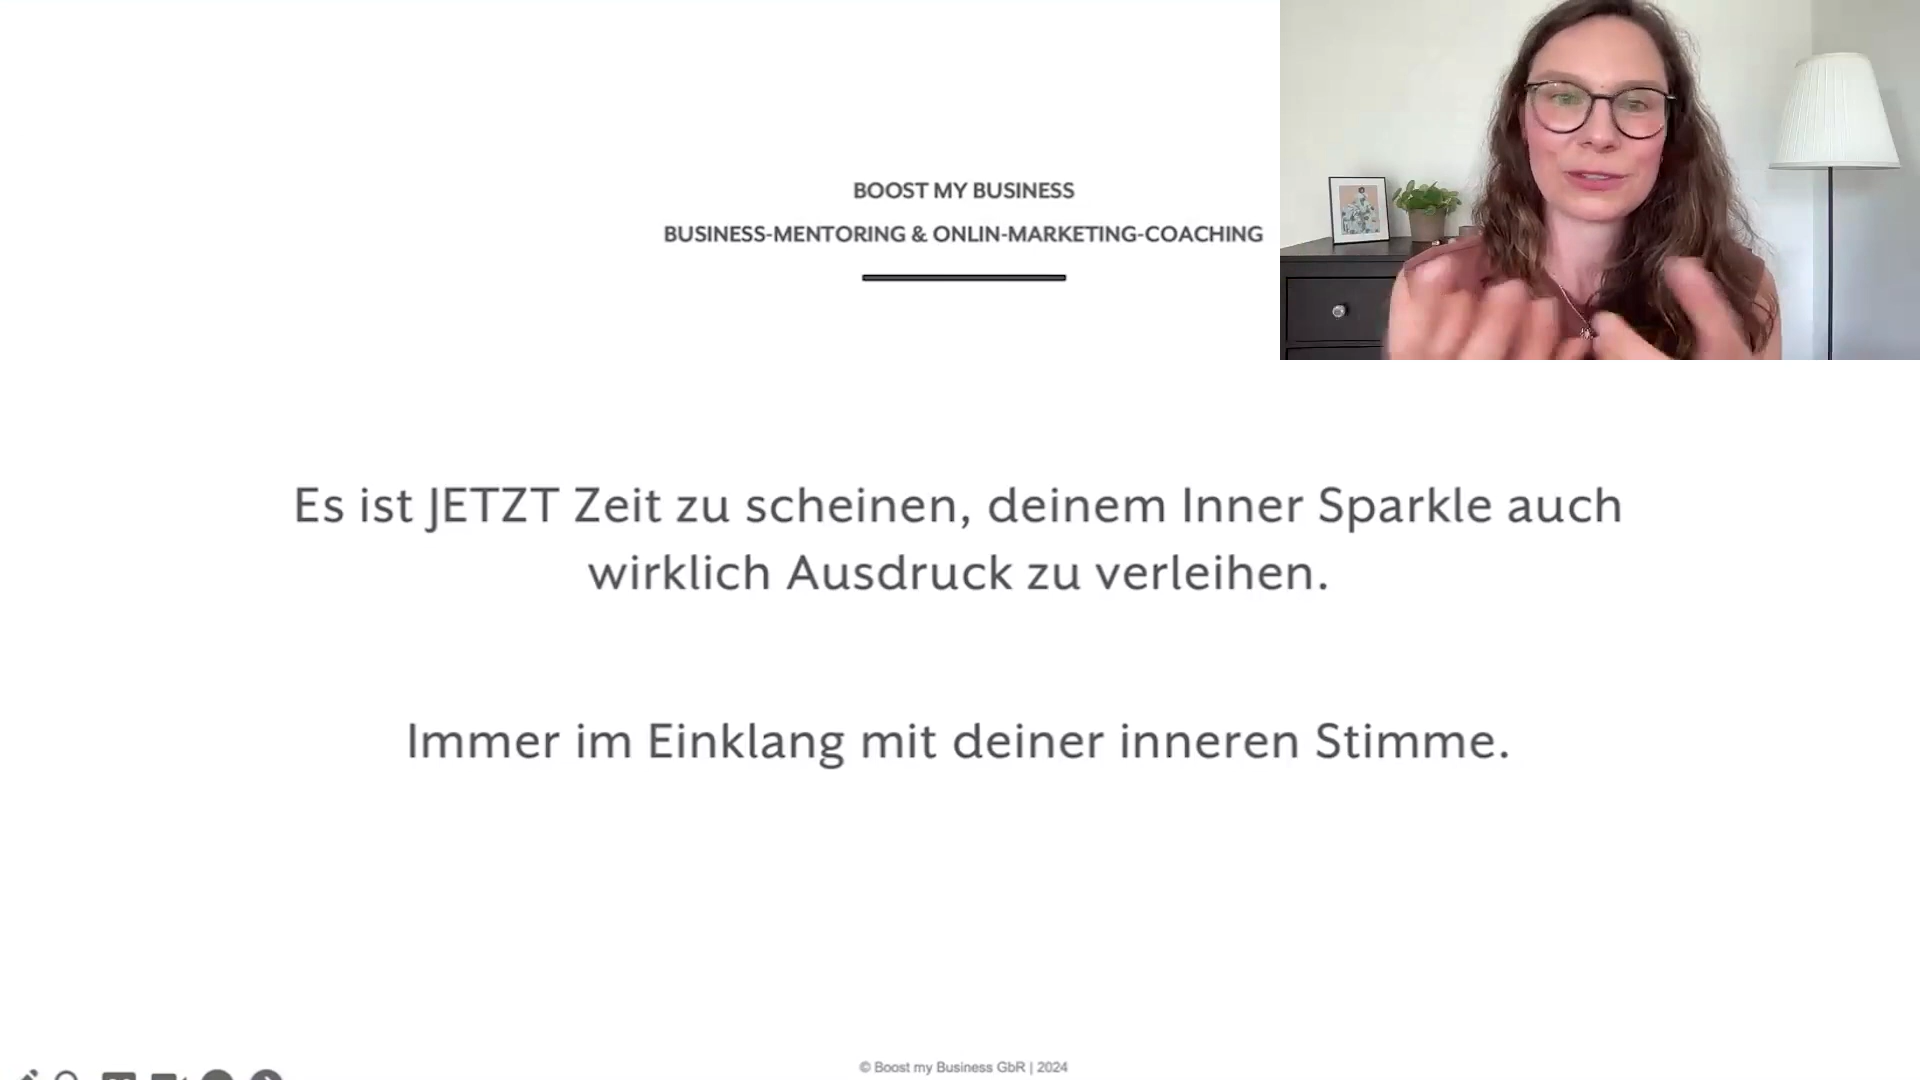 BOOST MY BUSINESS
BUSINESS-MENTORING & ONLIN-MARKETING-COACHING
Es ist JETZT Zeit zu scheinen, deinem Inner Sparkle auch
wirklich Ausdruck zu verleihen.
Immer im Einklang mit deiner inneren Stimme.
© Boost my Business GbR | 2024